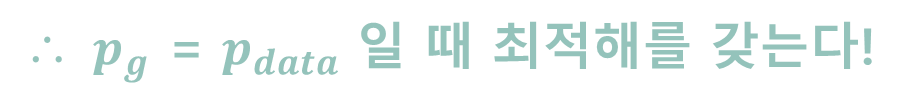 ∴ p_g = p_data 일 때 최적해를 갖는다!